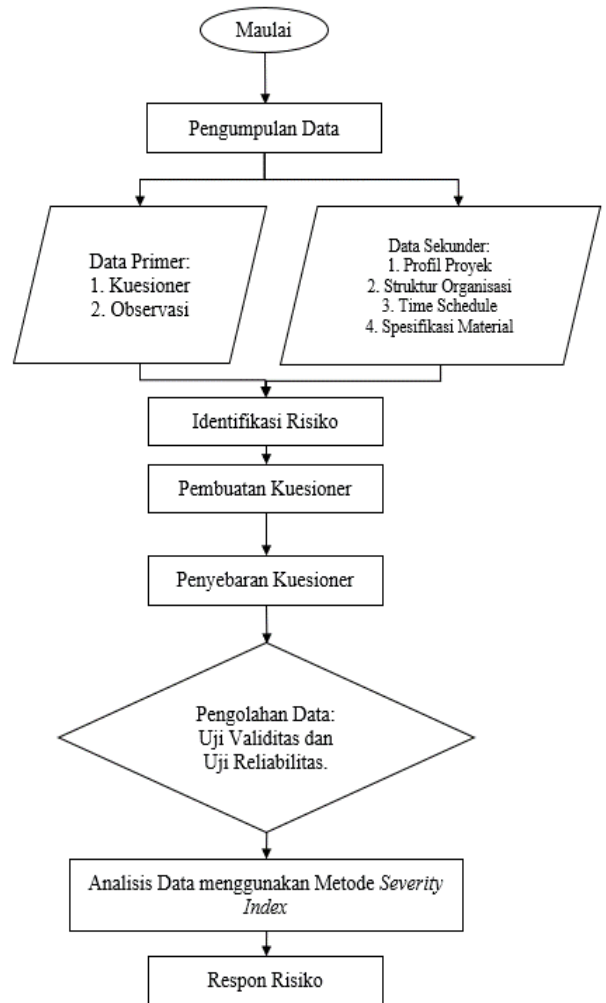 Maulai
Pengumpulan Data
Data Primer:
1. Kuesioner
2. Observasi
Data Sekunder:
1. Profil Proyek
2. Struktur Organisasi
3. Time Schedule
4. Spesifikasi Material
Identifikasi Risiko
Pembuatan Kuesioner
Penyebaran Kuesioner
Pengolahan Data:
Uji Validitas dan
Uji Reliabilitas.
Analisis Data menggunakan Metode Severity
Index
Respon Risiko